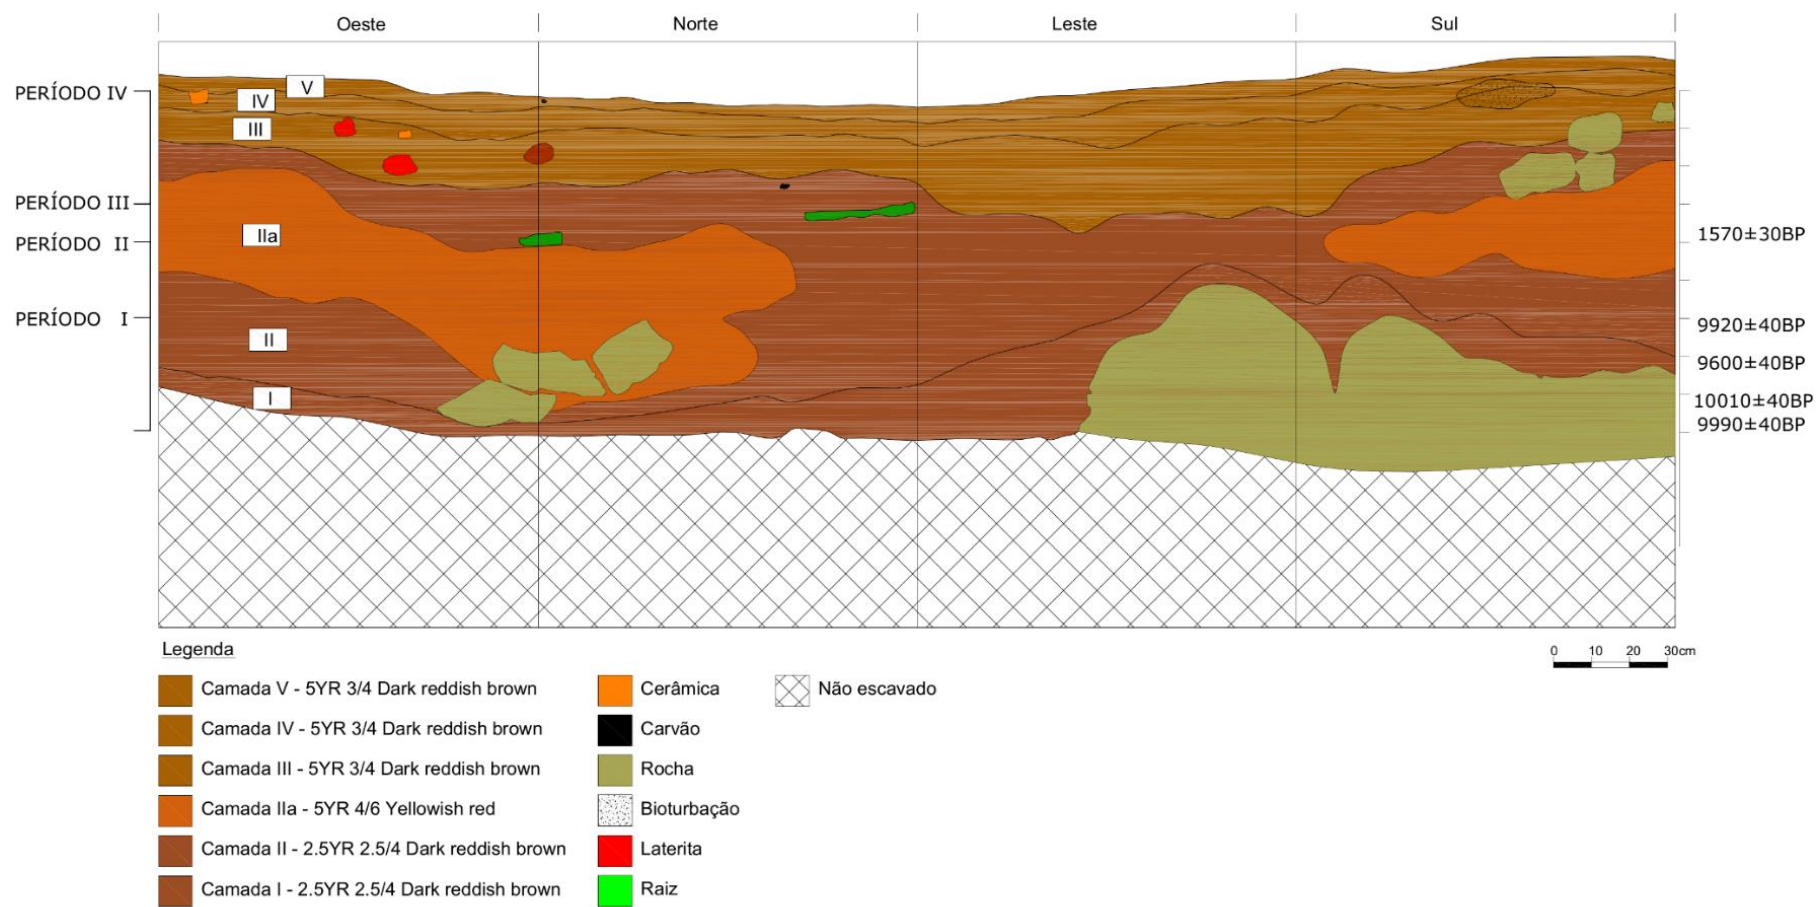 Oeste Norte Leste Sul
PERÍODO IV
V
IV
III
PERÍODO III
PERÍODO II
IIa
1570±30BP
PERÍODO I
9920±40BP
II
9600±40BP
I
10010±40BP
9990±40BP
Legenda
0 10 20 30cm
Camada V - 5YR 3/4 Dark reddish brown
Camada IV - 5YR 3/4 Dark reddish brown
Camada III - 5YR 3/4 Dark reddish brown
Camada IIa - 5YR 4/6 Yellowish red
Camada II - 2.5YR 2.5/4 Dark reddish brown
Camada I - 2.5YR 2.5/4 Dark reddish brown
Cerâmica
Carvão
Rocha
Bioturbação
Laterita
Raiz
Não escavado